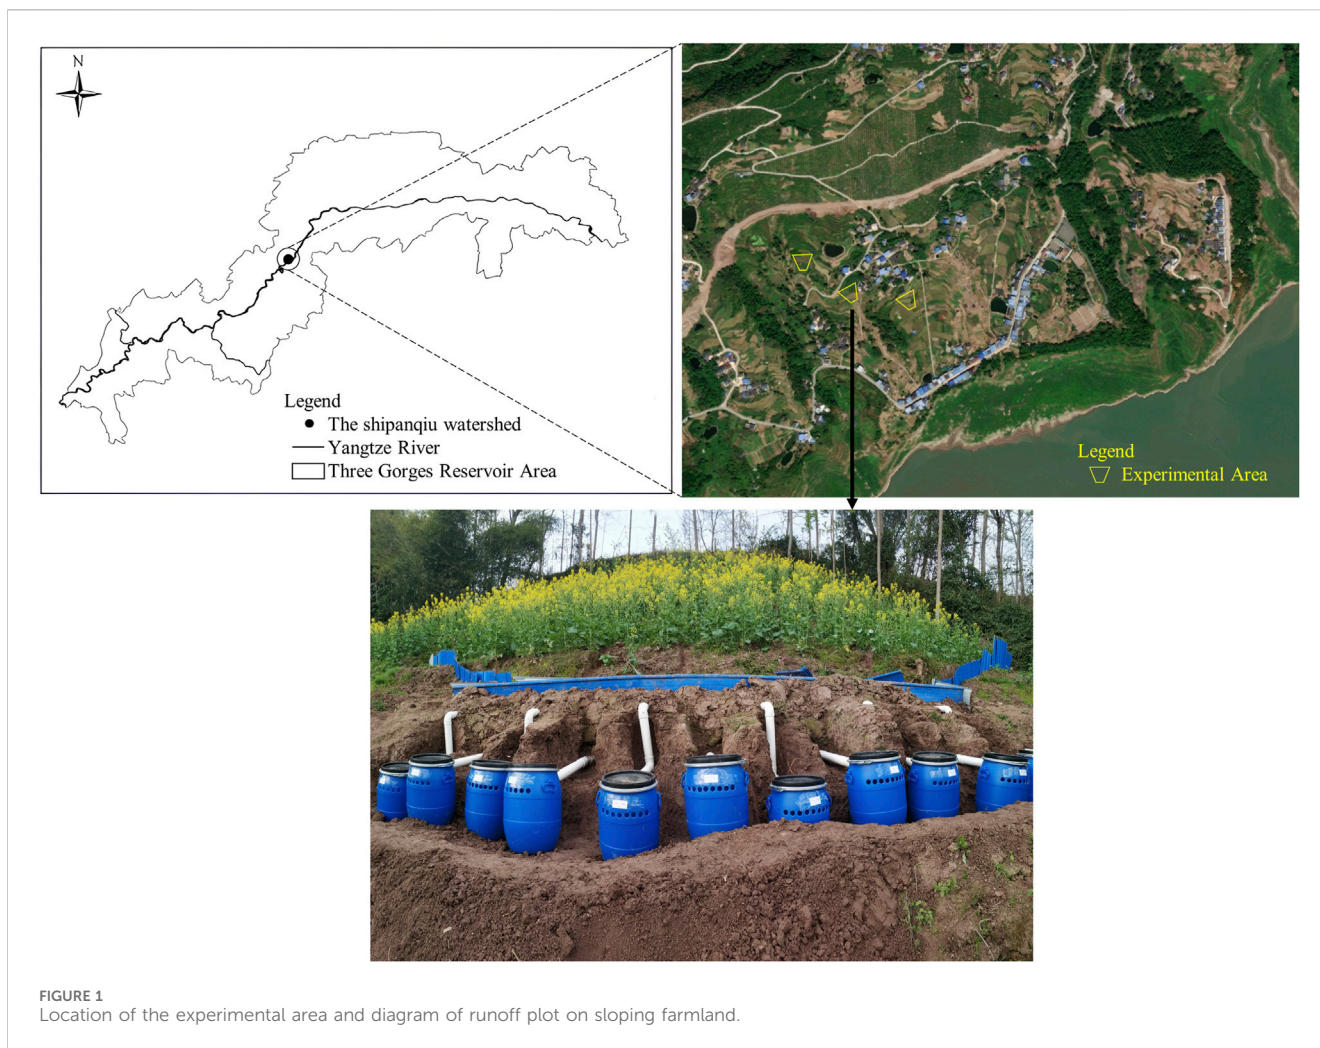 N
Legend
The shipanqiu watershed
Yangtze River
Three Gorges Reservoir Area
Legend
Experimental Area
FIGURE 1
Location of the experimental area and diagram of runoff plot on sloping farmland.